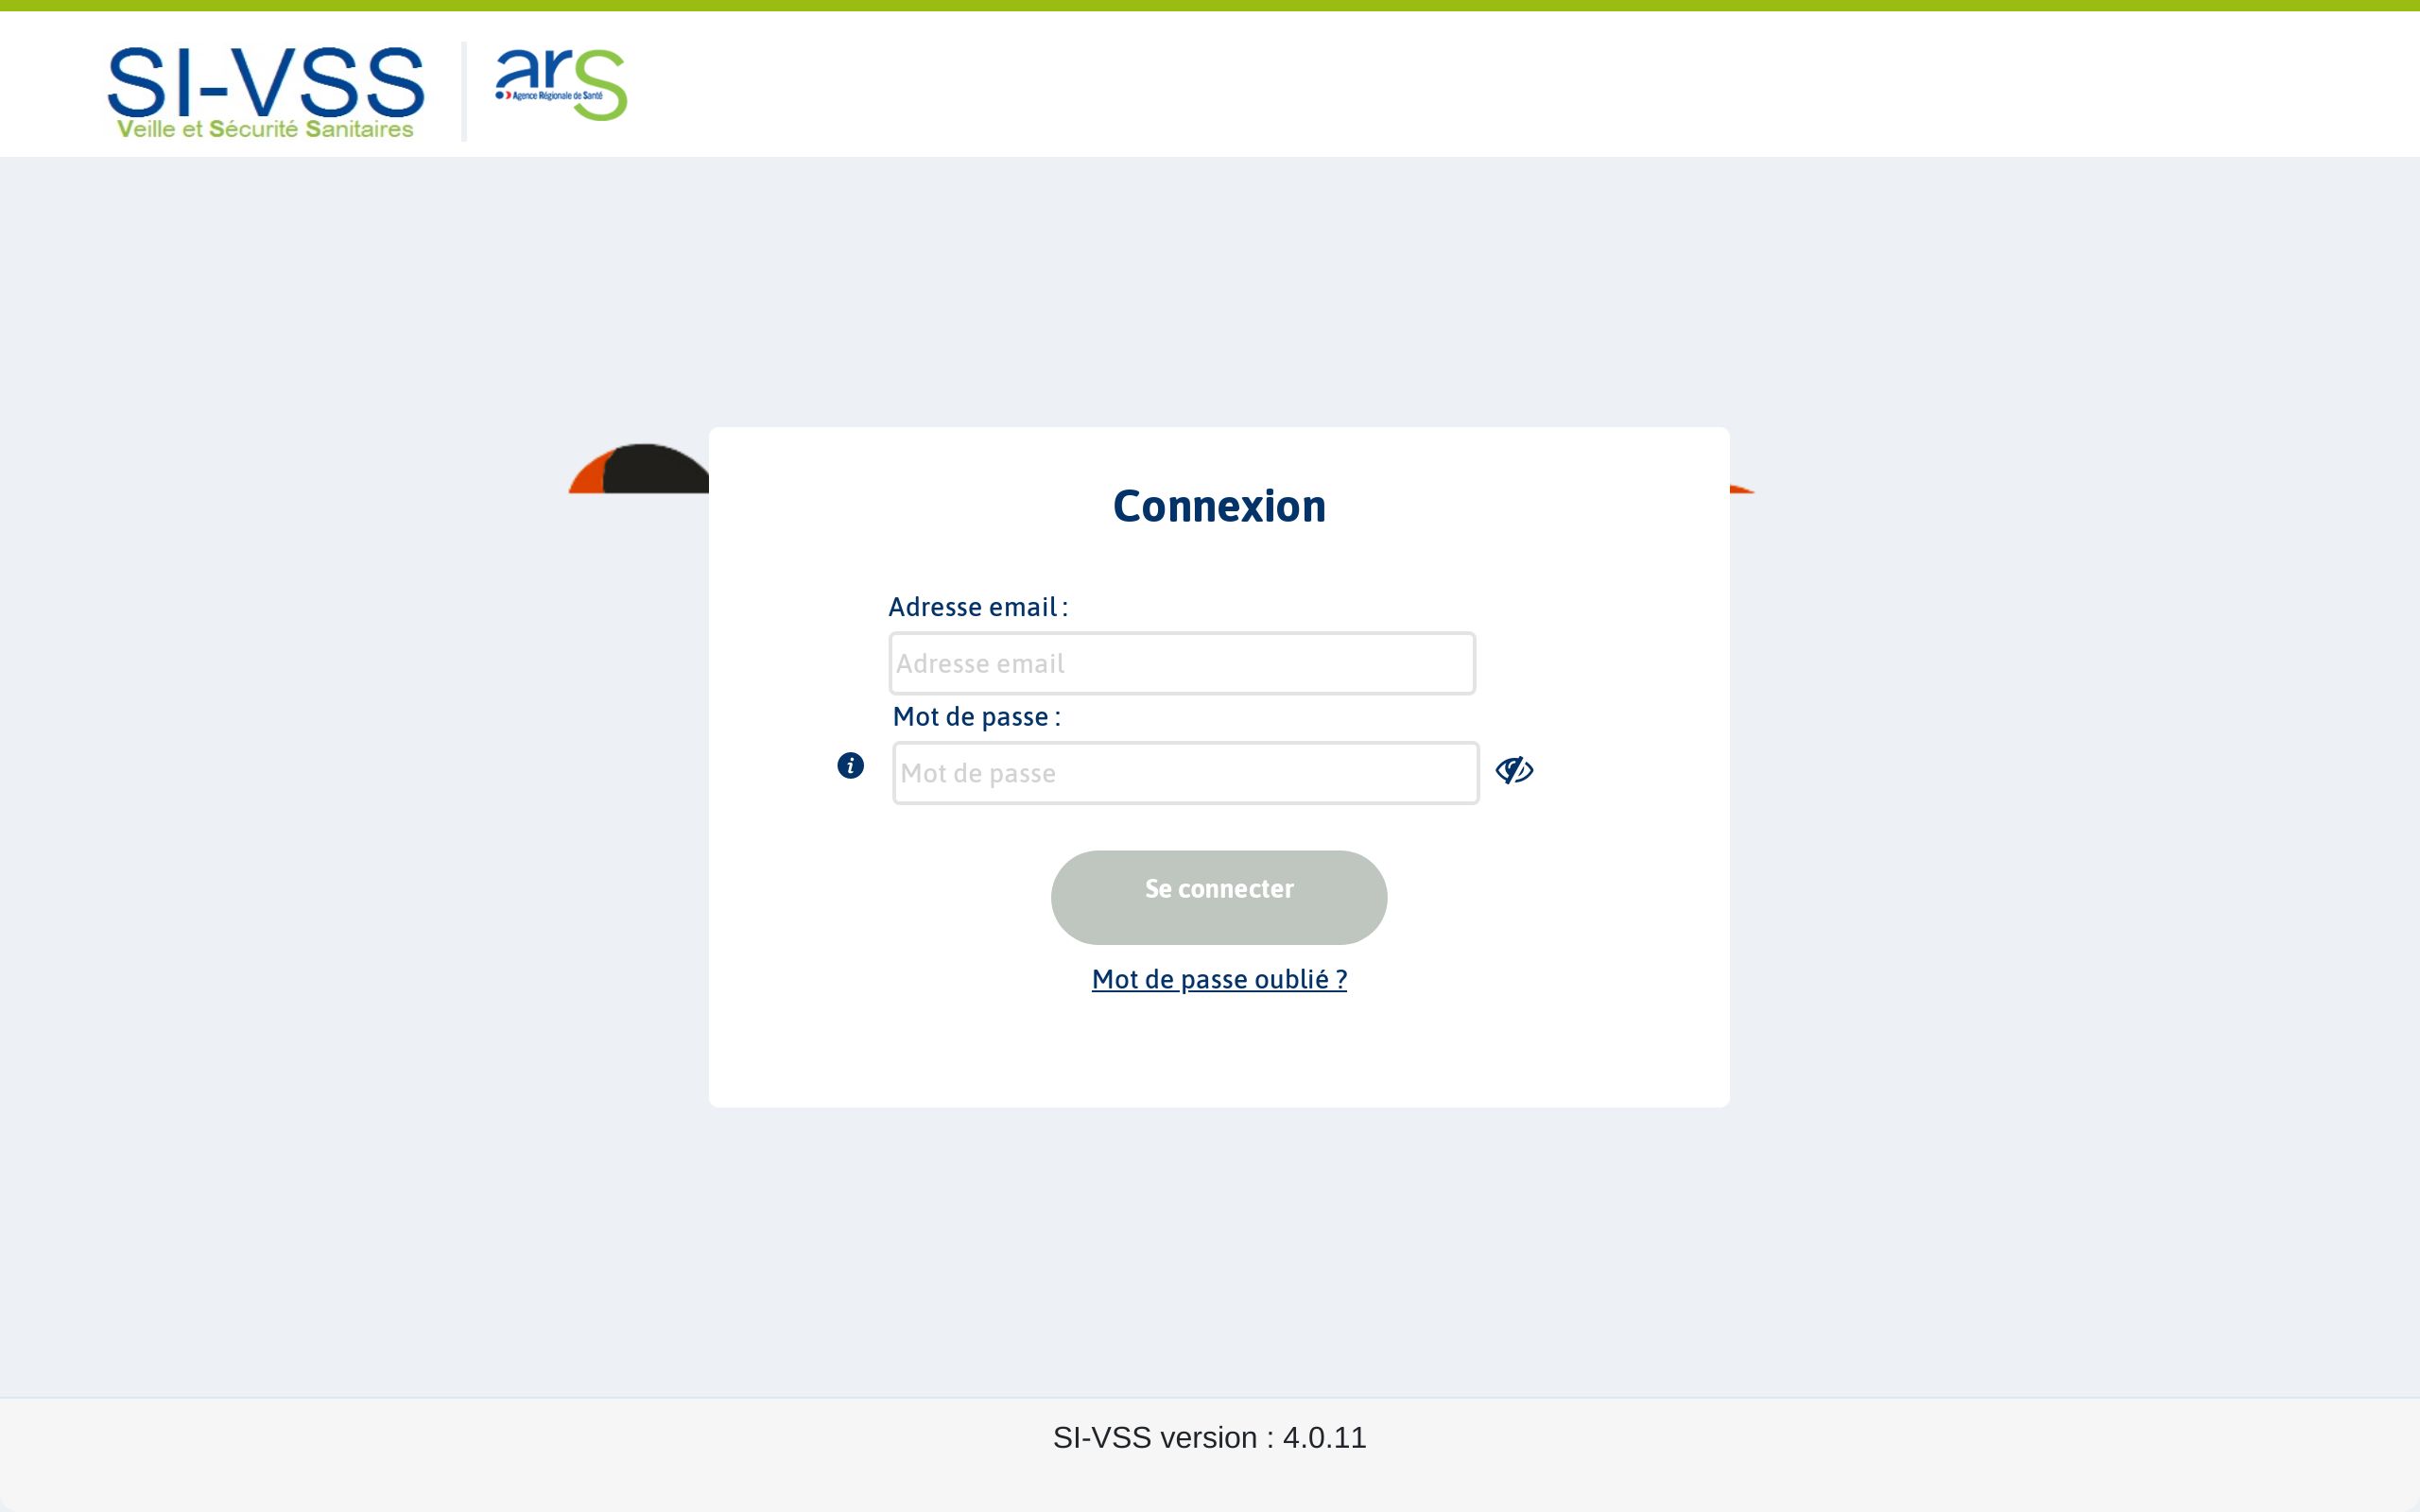 SI-VSS
Veille et Sécurité Sanitaires
arS
Agence Régionale de Santé
Connexion
Adresse email :
Adresse email
Mot de passe :
Mot de passe
Se connecter
Mot de passe oublié ?
SI-VSS version : 4.0.11